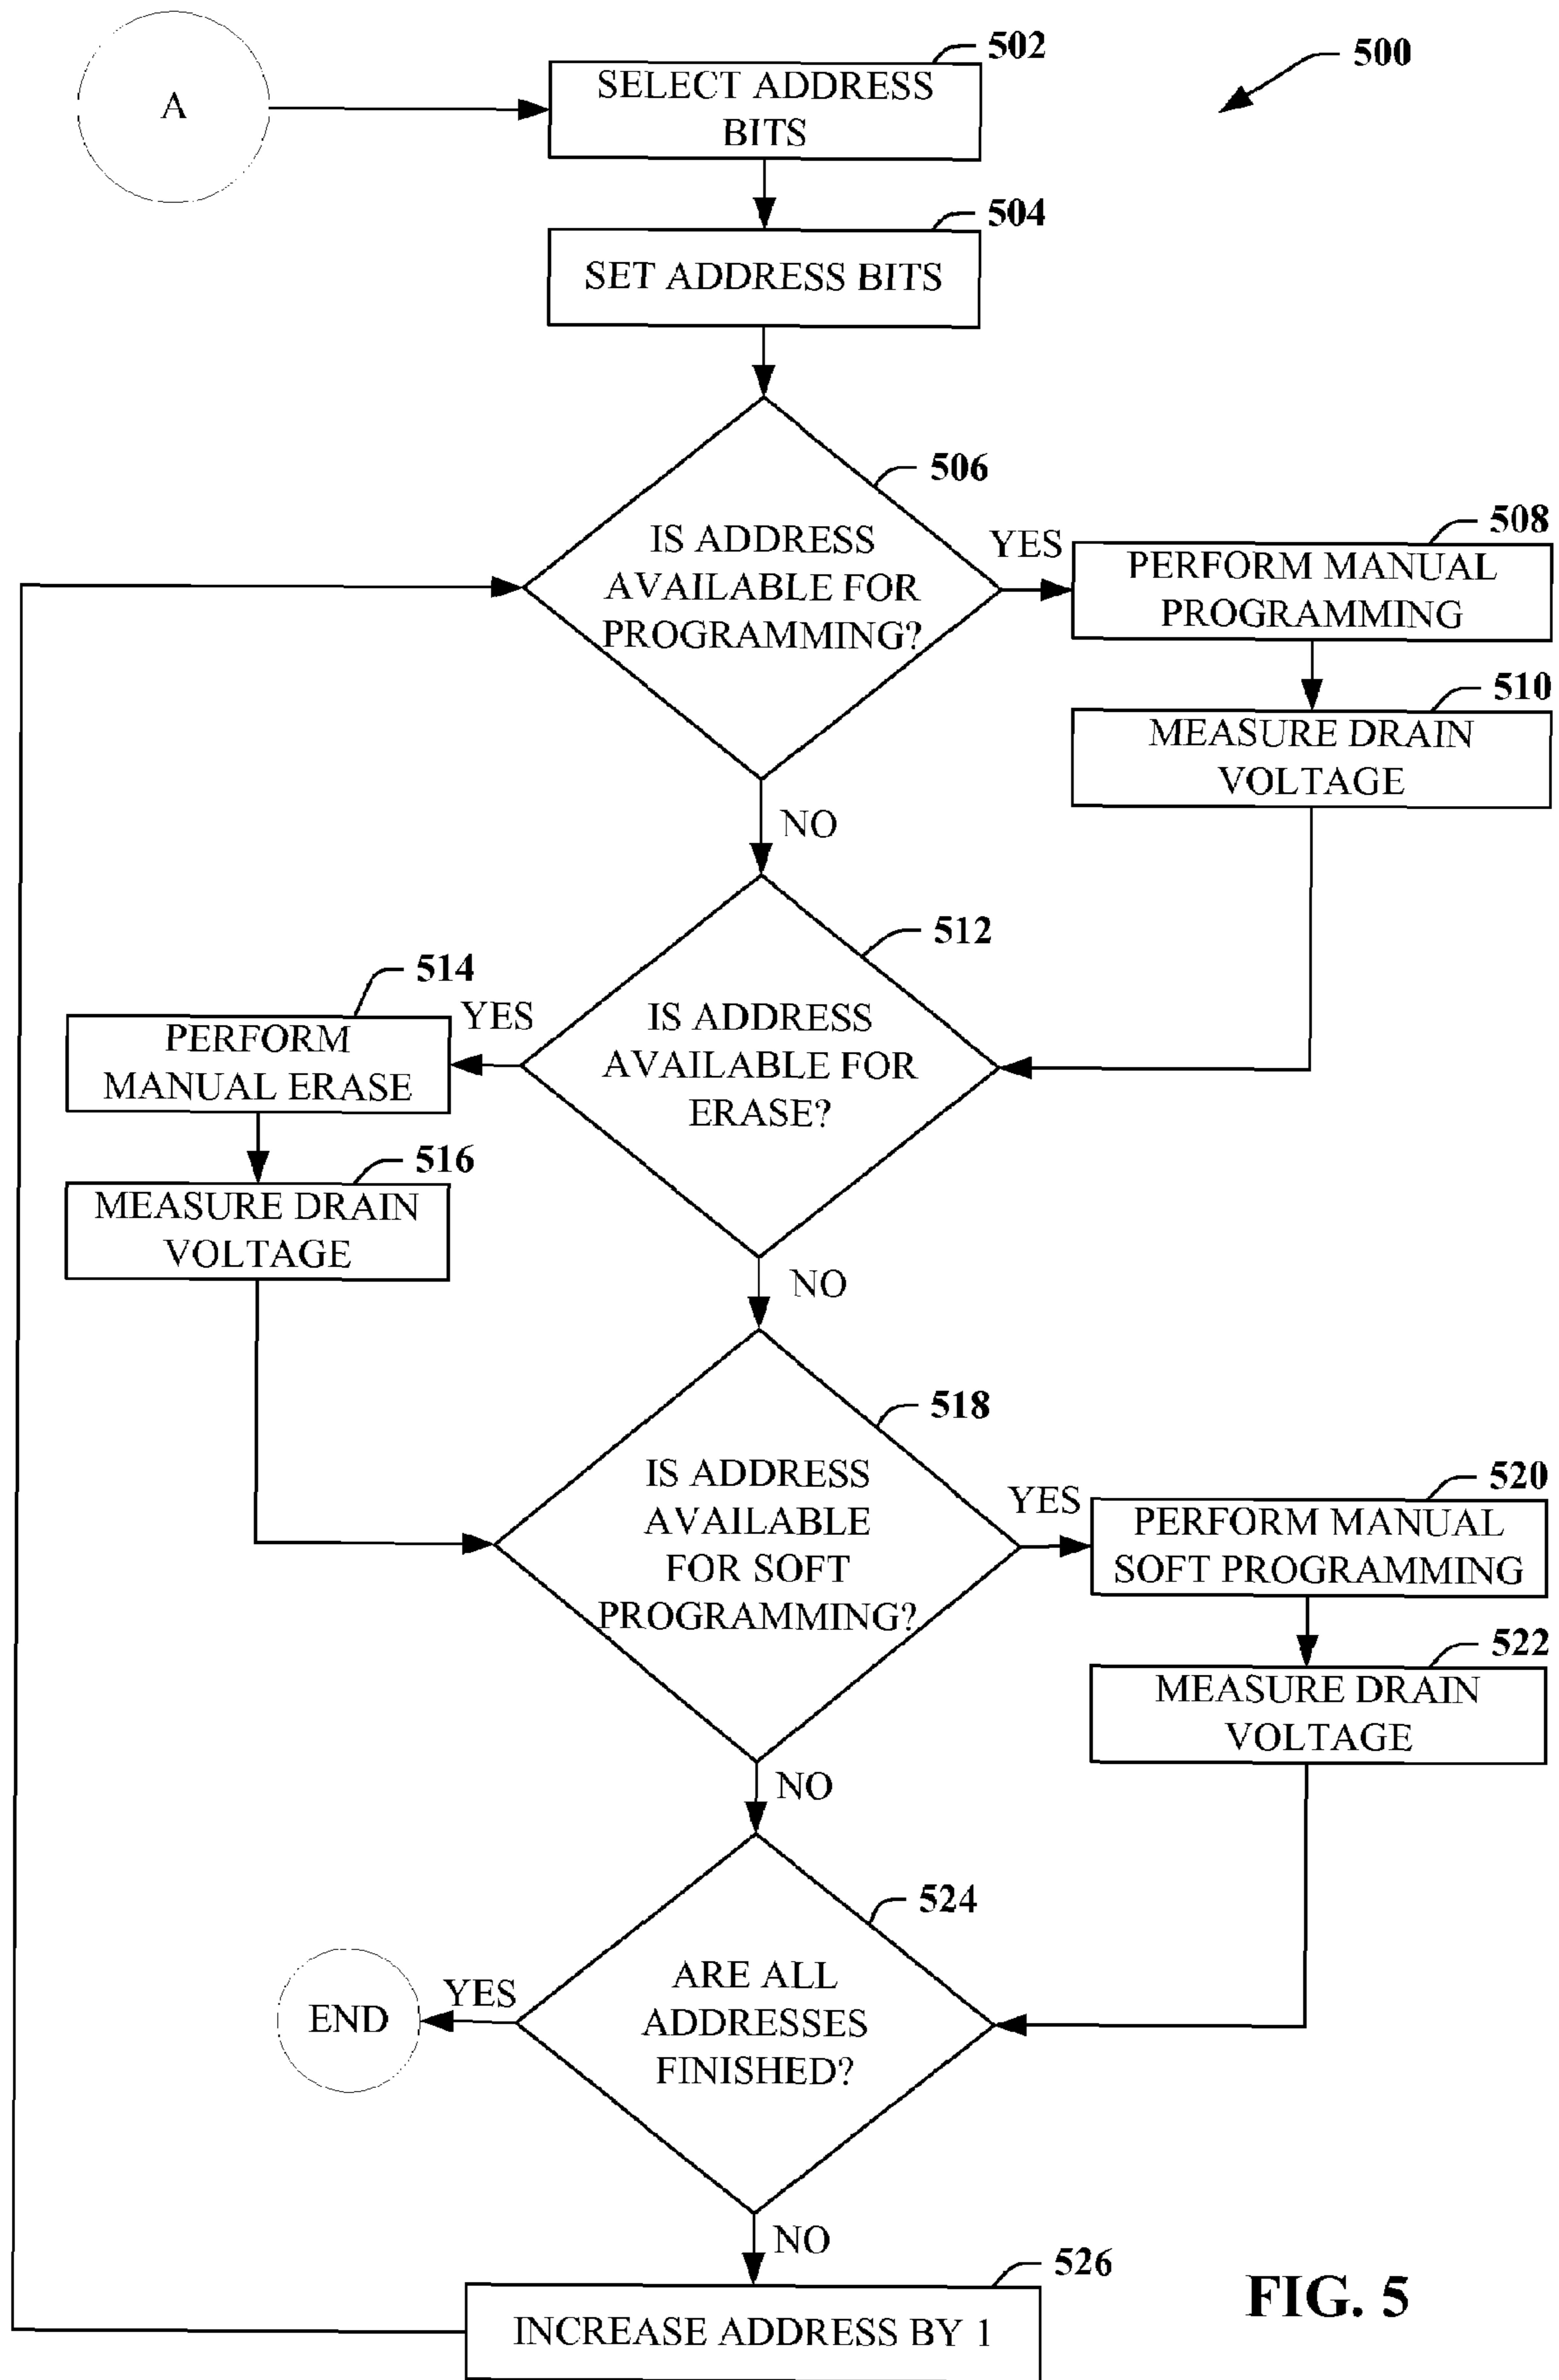 502
500
A
SELECT ADDRESS
BITS
504
SET ADDRESS BITS
506
IS ADDRESS
AVAILABLE FOR
PROGRAMMING?
YES
508
PERFORM MANUAL
PROGRAMMING
510
MEASURE DRAIN
VOLTAGE
NO
512
IS ADDRESS
AVAILABLE FOR
ERASE?
YES
514
PERFORM
MANUAL ERASE
516
MEASURE DRAIN
VOLTAGE
NO
518
IS ADDRESS
AVAILABLE
FOR SOFT
PROGRAMMING?
YES
520
PERFORM MANUAL
SOFT PROGRAMMING
522
MEASURE DRAIN
VOLTAGE
NO
524
ARE ALL
ADDRESSES
FINISHED?
YES
END
NO
526
INCREASE ADDRESS BY 1
FIG. 5